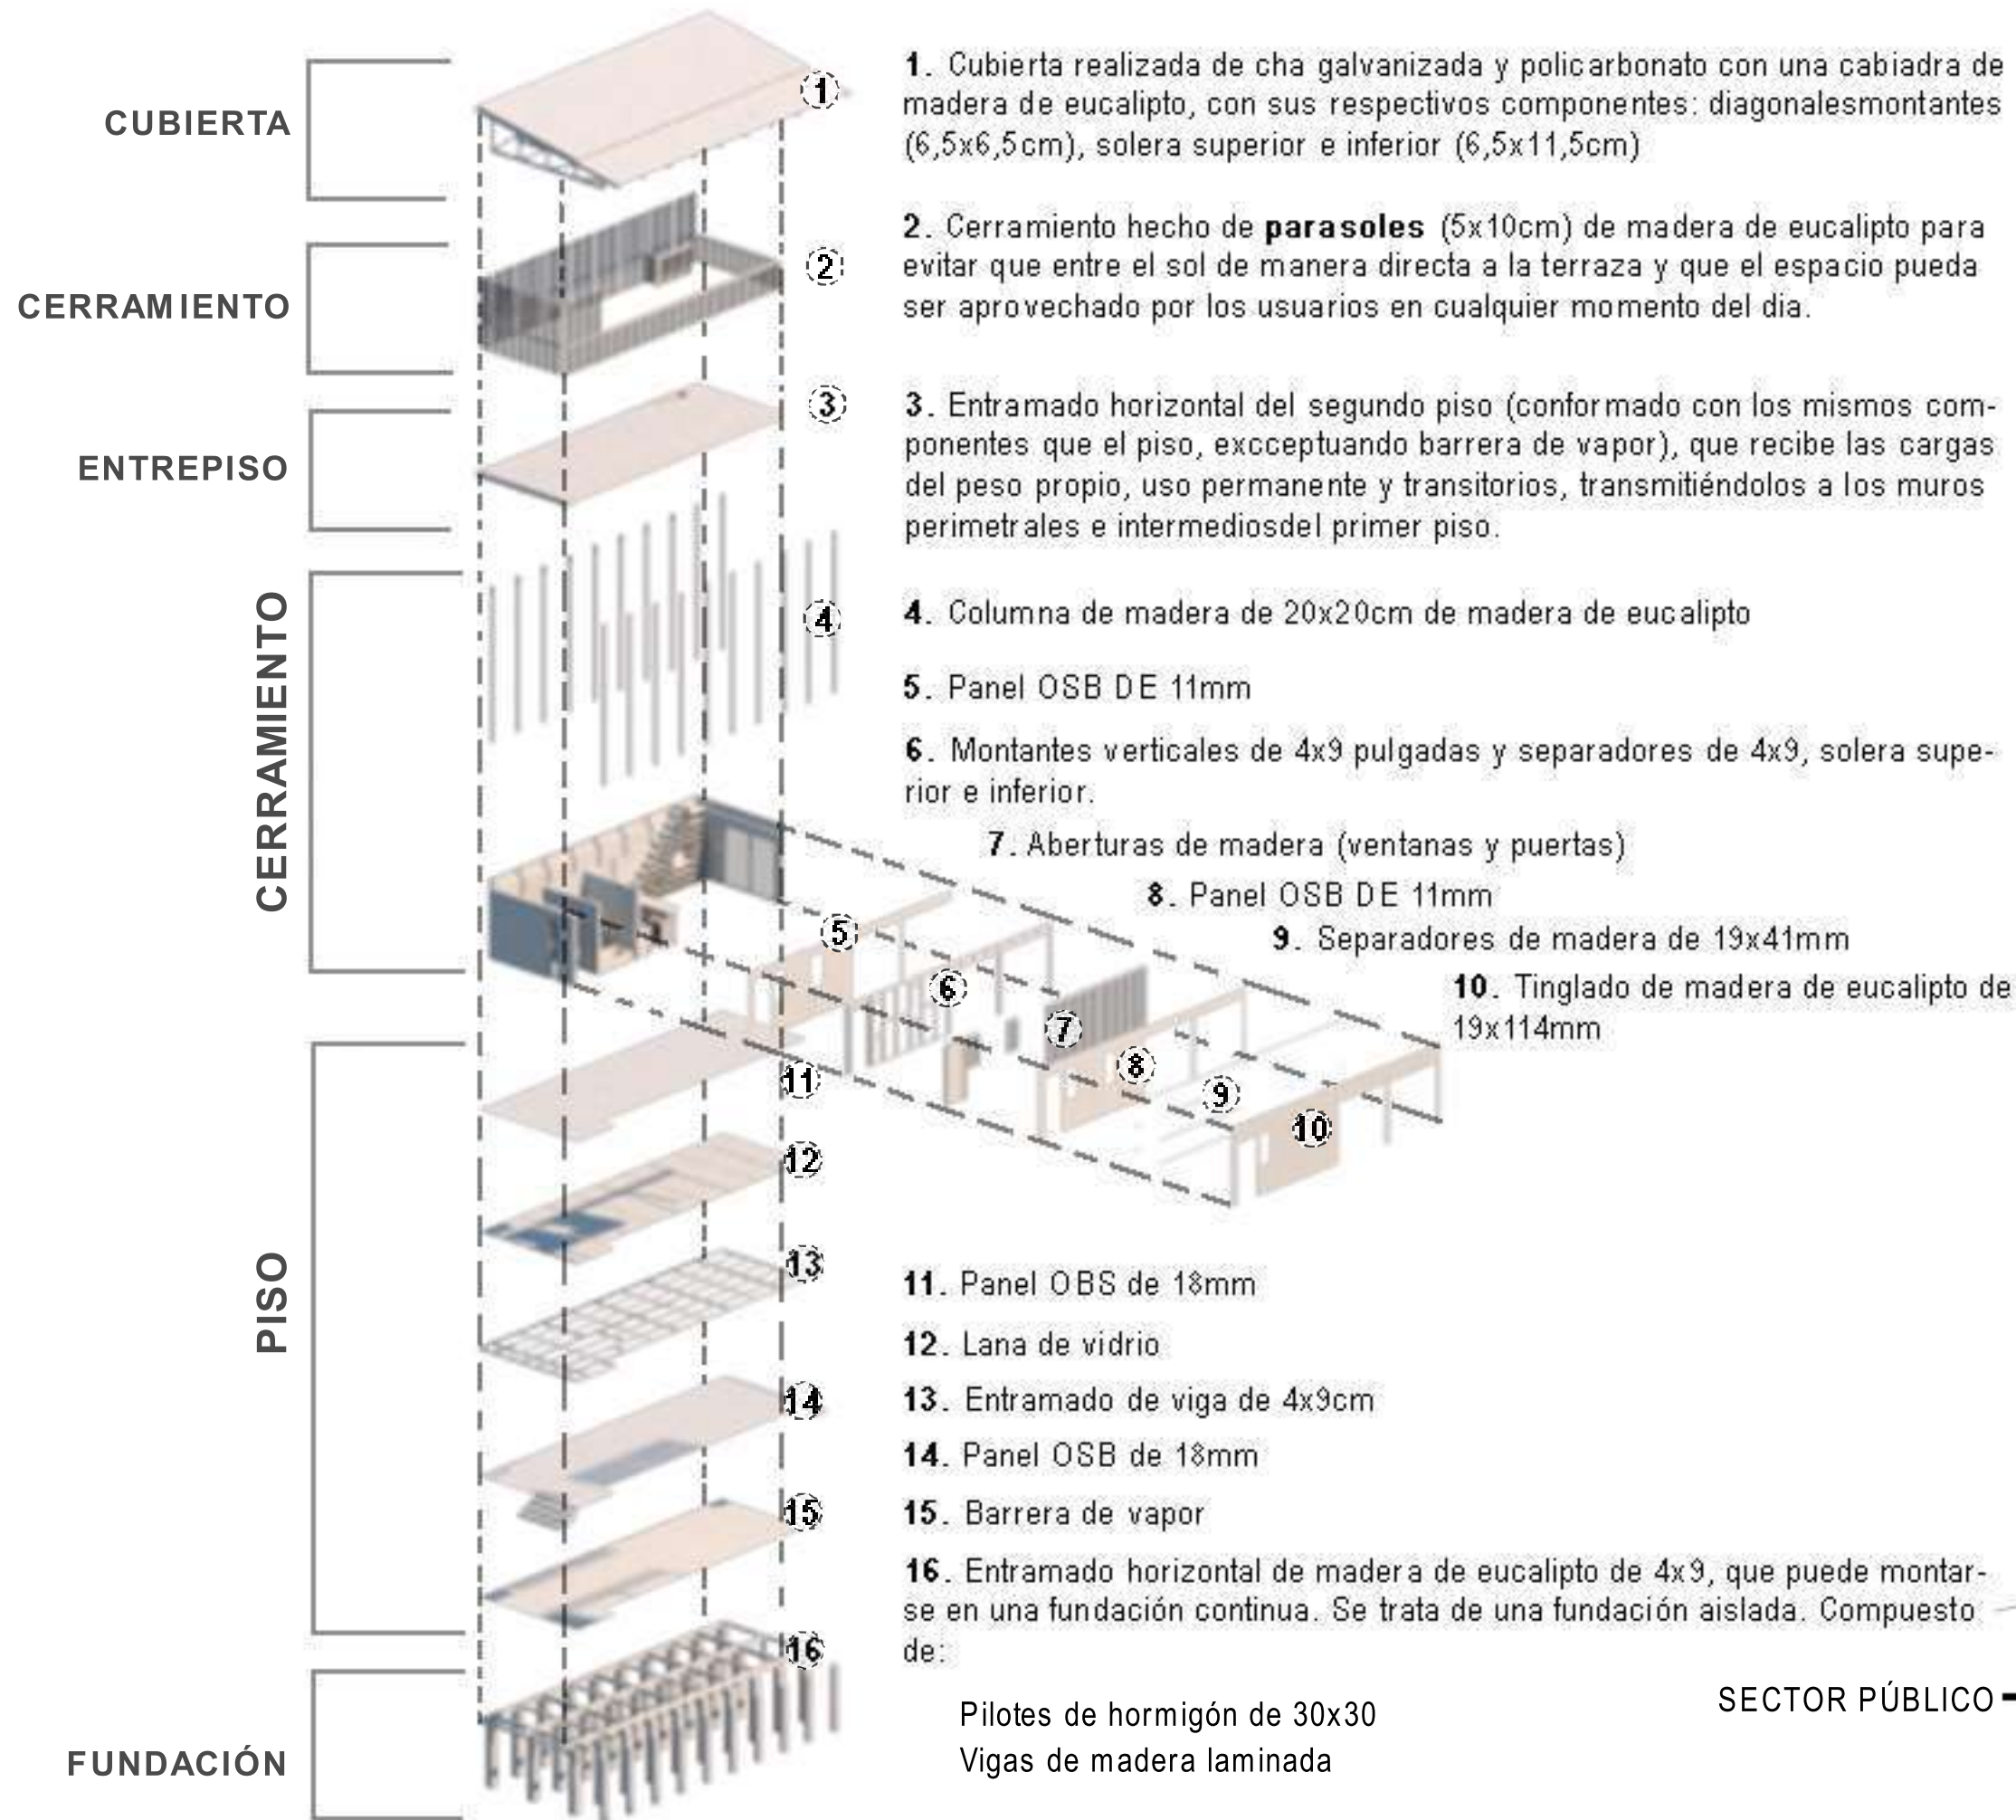 CUBIERTA
CERRAMIENTO
ENTREPISO
CERRAMIENTO
PISO
FUNDACIÓN
1
2
3
4
5
6
7
8
9
10
11
12
13
14
15
16
1. Cubierta realizada de cha galvanizada y policarbonato con una cabiadra de
madera de eucalipto, con sus respectivos componentes: diagonalesmontantes
(6,5x6,5cm), solera superior e inferior (6,5x11,5cm)
2. Cerramiento hecho de parasoles (5x10cm) de madera de eucalipto para
evitar que entre el sol de manera directa a la terraza y que el espacio pueda
ser aprovechado por los usuarios en cualquier momento del dia.
3. Entramado horizontal del segundo piso (conformado con los mismos com-
ponentes que el piso, excceptuando barrera de vapor), que recibe las cargas
del peso propio, uso permanente y transitorios, transmitiéndolos a los muros
perimetrales e intermediosdel primer piso.
4. Columna de madera de 20x20cm de madera de eucalipto
5. Panel OSB DE 11mm
6. Montantes verticales de 4x9 pulgadas y separadores de 4x9, solera supe-
rior e inferior.
7. Aberturas de madera (ventanas y puertas)
8. Panel OSB DE 11mm
9. Separadores de madera de 19x41mm
10. Tinglado de madera de eucalipto de
19x114mm
11. Panel OBS de 18mm
12. Lana de vidrio
13. Entramado de viga de 4x9cm
14. Panel OSB de 18mm
15. Barrera de vapor
16. Entramado horizontal de madera de eucalipto de 4x9, que puede montar-
se en una fundación continua. Se trata de una fundación aislada. Compuesto
de:
Pilotes de hormigón de 30x30
Vigas de madera laminada
SECTOR PÚBLICO